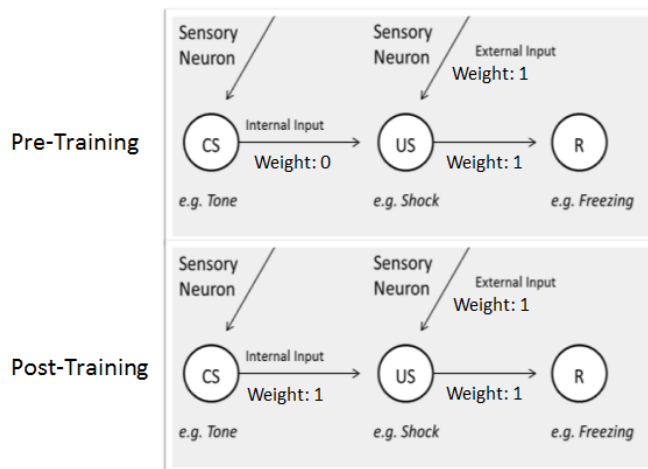 Pre-Training
Sensory
Neuron
Sensory
Neuron
External Input
Weight: 1
CS
Internal Input
Weight: 0
US
Weight: 1
R
e.g. Tone
e.g. Shock
e.g. Freezing
Post-Training
Sensory
Neuron
Sensory
Neuron
External Input
Weight: 1
CS
Internal Input
Weight: 1
US
Weight: 1
R
e.g. Tone
e.g. Shock
e.g. Freezing